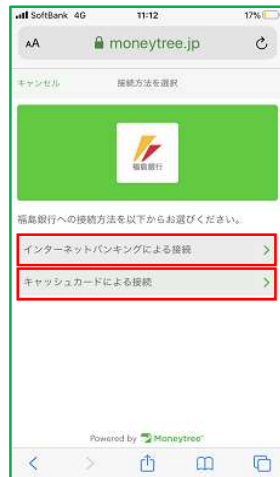 SoftBank 4G 11:12 17%
AA moneytree.jp
キャンセル 接続方法を選択
福島銀行
福島銀行への接続方法を以下からお選びください。
インターネットバンキングによる接続
キャッシュカードによる接続
Powered by Moneytree